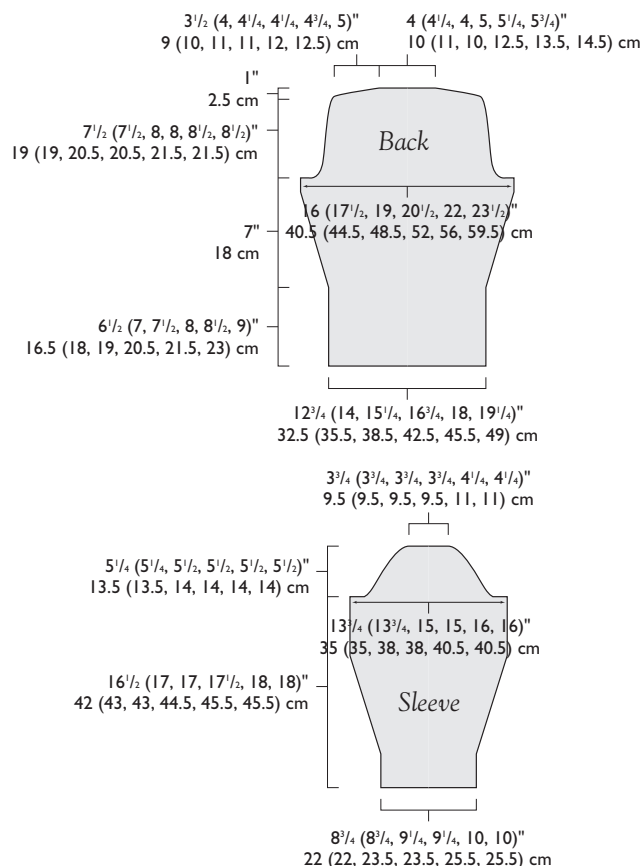 3½ (4, 4¼, 4¼, 4¾, 5)"
9 (10, 11, 11, 12, 12.5) cm
4 (4¼, 4, 5, 5¼, 5¾)"
10 (11, 10, 12.5, 13.5, 14.5) cm
1"
2.5 cm
7½ (7½, 8, 8, 8½, 8½)"
19 (19, 20.5, 20.5, 21.5, 21.5) cm
Back
16 (17½, 19, 20½, 22, 23½)"
40.5 (44.5, 48.5, 52, 56, 59.5) cm
7"
18 cm
6½ (7, 7½, 8, 8½, 9)"
16.5 (18, 19, 20.5, 21.5, 23) cm
12¾ (14, 15¼, 16¾, 18, 19¼)"
32.5 (35.5, 38.5, 42.5, 45.5, 49) cm
3¾ (3¾, 3¾, 3¾, 4¼, 4¼)"
9.5 (9.5, 9.5, 9.5, 11, 11) cm
5¼ (5¼, 5½, 5½, 5½, 5½)"
13.5 (13.5, 14, 14, 14, 14) cm
13¾ (13¾, 15, 15, 16, 16)"
35 (35, 38, 38, 40.5, 40.5) cm
16½ (17, 17, 17½, 18, 18)"
42 (43, 43, 44.5, 45.5, 45.5) cm
Sleeve
8¾ (8¾, 9¼, 9¼, 10, 10)"
22 (22, 23.5, 23.5, 25.5, 25.5) cm